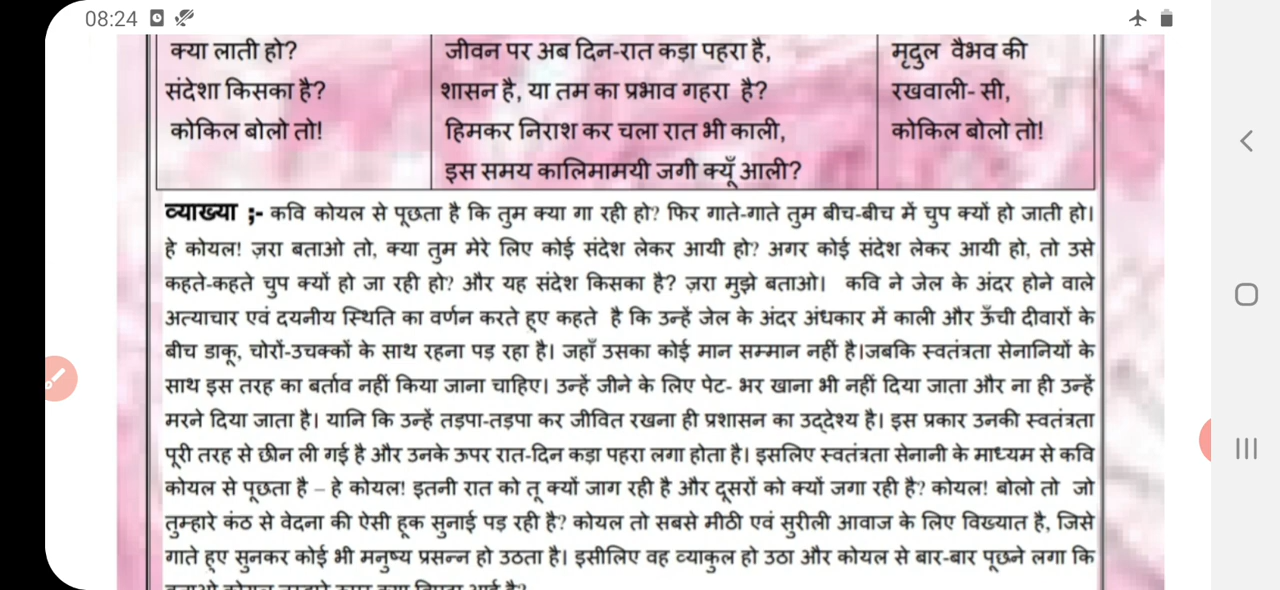 08:24
क्या लाती हो?
संदेशा किसका है?
कोकिल बोलो तो!
जीवन पर अब दिन-रात कड़ा पहरा है,
शासन है, या तम का प्रभाव गहरा है?
हिमकर निराश कर चला रात भी काली,
इस समय कालिमामयी जगी क्यूँ आली?
मृदुल वैभव की
रखवाली- सी,
कोकिल बोलो तो!
व्याख्या ;- कवि कोयल से पूछता है कि तुम क्या गा रही हो? फिर गाते-गाते तुम बीच-बीच में चुप क्यों हो जाती हो।
हे कोयल! ज़रा बताओ तो, क्या तुम मेरे लिए कोई संदेश लेकर आयी हो? अगर कोई संदेश लेकर आयी हो, तो उसे
कहते-कहते चुप क्यों हो जा रही हो? और यह संदेश किसका है? ज़रा मुझे बताओ। कवि ने जेल के अंदर होने वाले
अत्याचार एवं दयनीय स्थिति का वर्णन करते हुए कहते है कि उन्हें जेल के अंदर अंधकार में काली और ऊँची दीवारों के
बीच डाकू, चोरों-उचक्कों के साथ रहना पड़ रहा है। जहाँ उसका कोई मान सम्मान नहीं है।जबकि स्वतंत्रता सेनानियों के
साथ इस तरह का बर्ताव नहीं किया जाना चाहिए। उन्हें जीने के लिए पेट- भर खाना भी नहीं दिया जाता और ना ही उन्हें
मरने दिया जाता है। यानि कि उन्हें तड़पा-तड़पा कर जीवित रखना ही प्रशासन का उद्देश्य है। इस प्रकार उनकी स्वतंत्रता
पूरी तरह से छीन ली गई है और उनके ऊपर रात-दिन कड़ा पहरा लगा होता है। इसलिए स्वतंत्रता सेनानी के माध्यम से कवि
कोयल से पूछता है – हे कोयल! इतनी रात को तू क्यों जाग रही है और दूसरों को क्यों जगा रही है? कोयल! बोलो तो जो
तुम्हारे कंठ से वेदना की ऐसी हूक सुनाई पड़ रही है? कोयल तो सबसे मीठी एवं सुरीली आवाज के लिए विख्यात है, जिसे
गाते हुए सुनकर कोई भी मनुष्य प्रसन्न हो उठता है। इसीलिए वह व्याकुल हो उठा और कोयल से बार-बार पूछने लगा कि